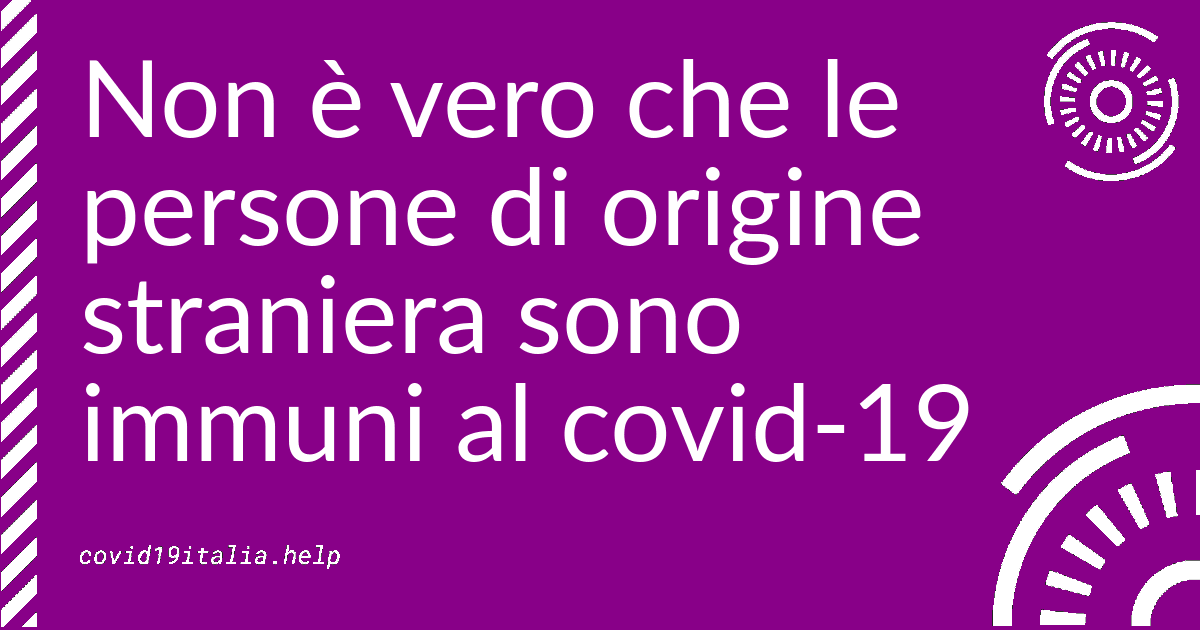 Non è vero che le
persone di origine
straniera sono
immuni al covid-19
covid19italia.help